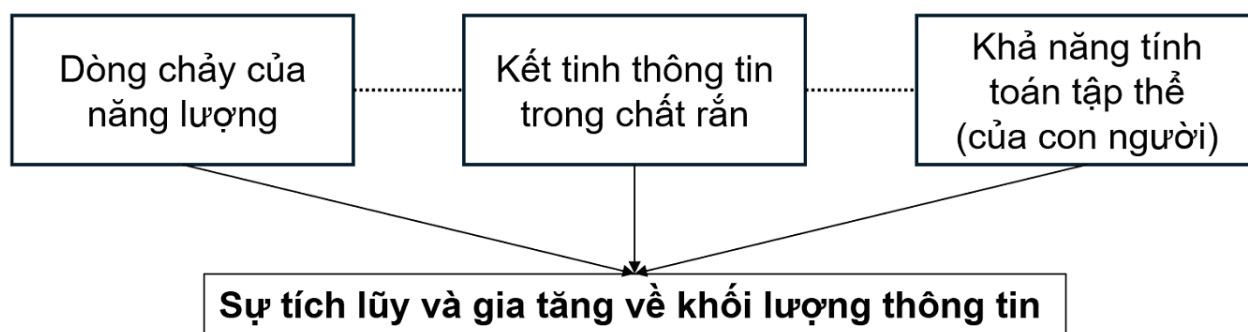 Dòng chảy của
năng lượng
Kết tinh thông tin
trong chất rắn
Khả năng tính
toán tập thể
(của con người)
Sự tích lũy và gia tăng về khối lượng thông tin